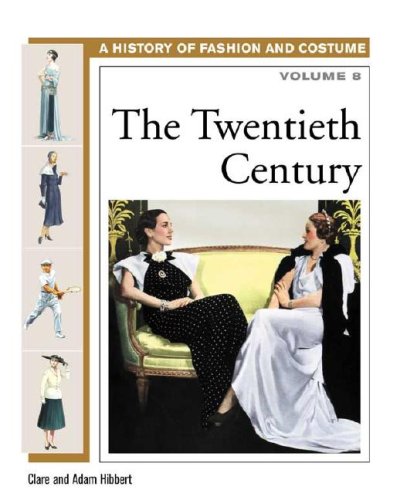 A HISTORY OF FASHION AND COSTUME
VOLUME 8
The Twentieth
Century
Clare and Adam Hibbert